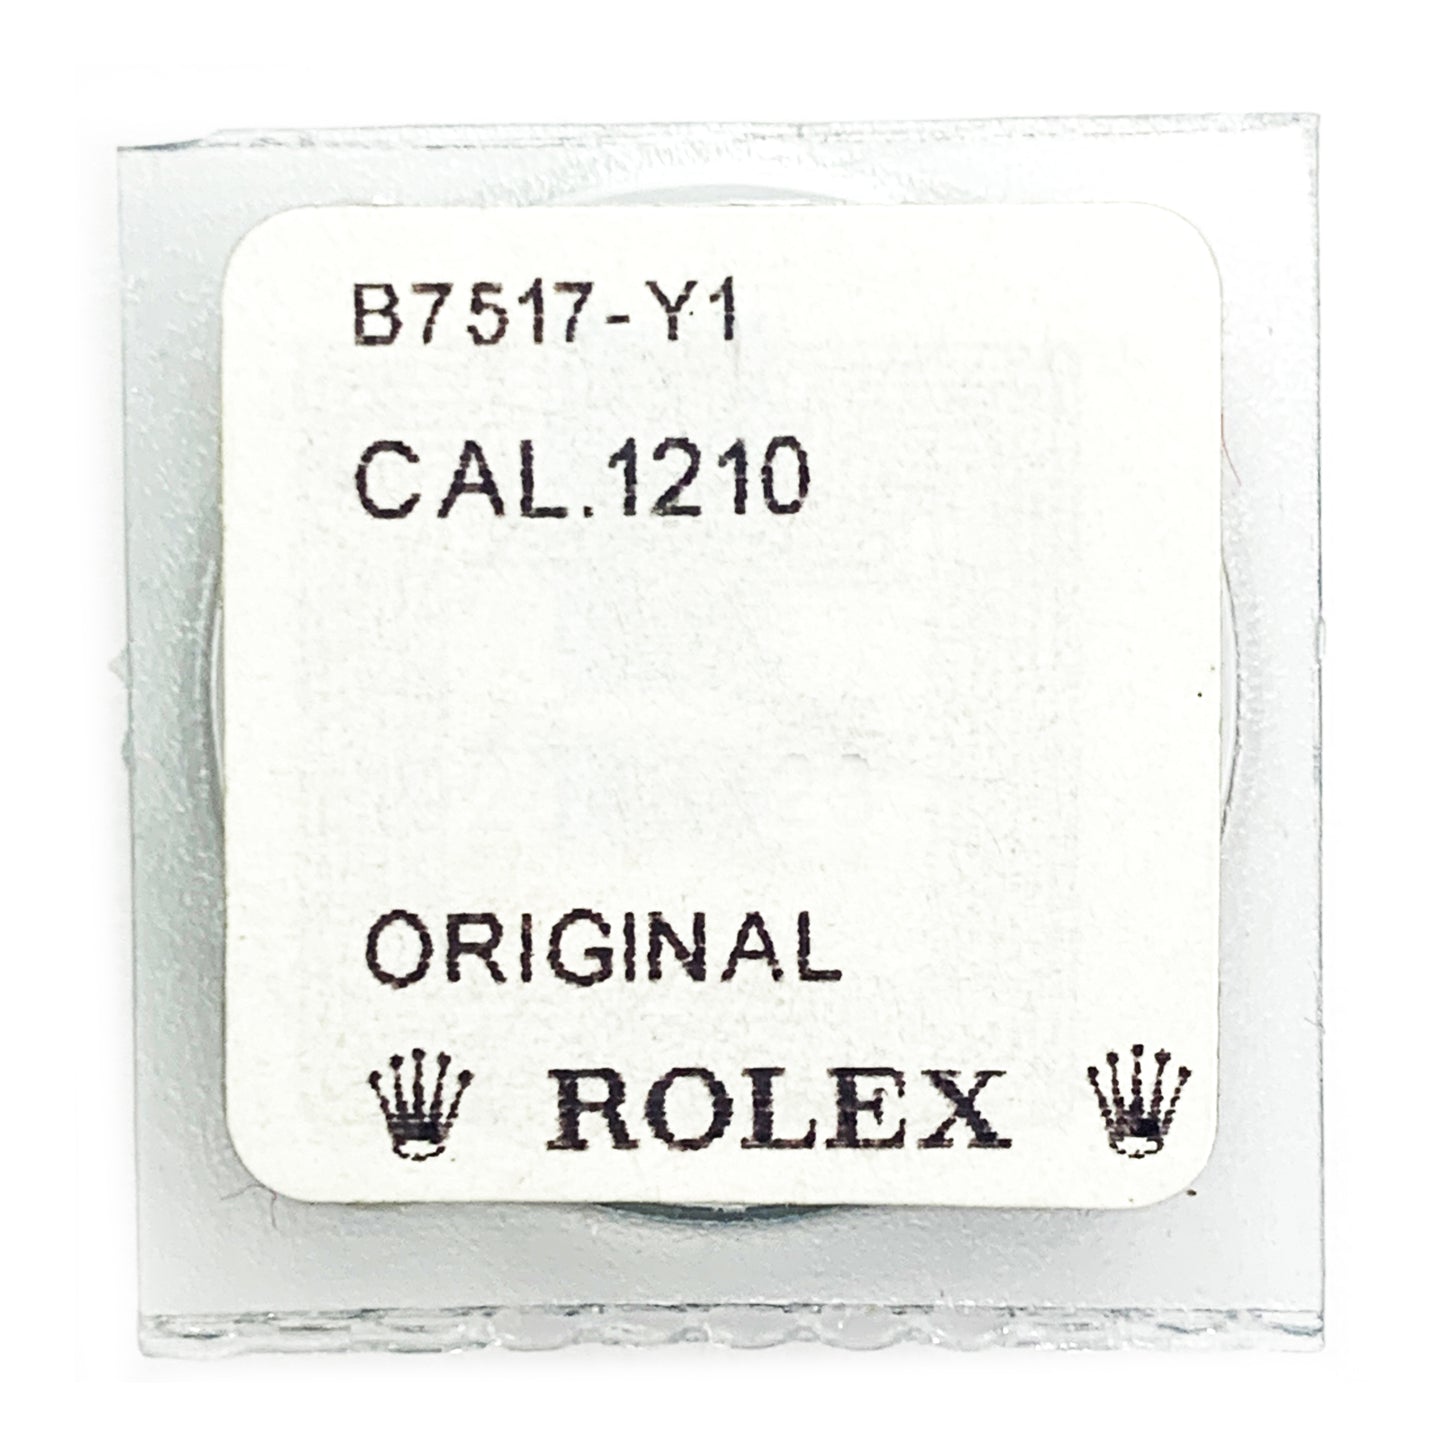 B7517-Y1
CAL.1210
ORIGINAL
ROLEX